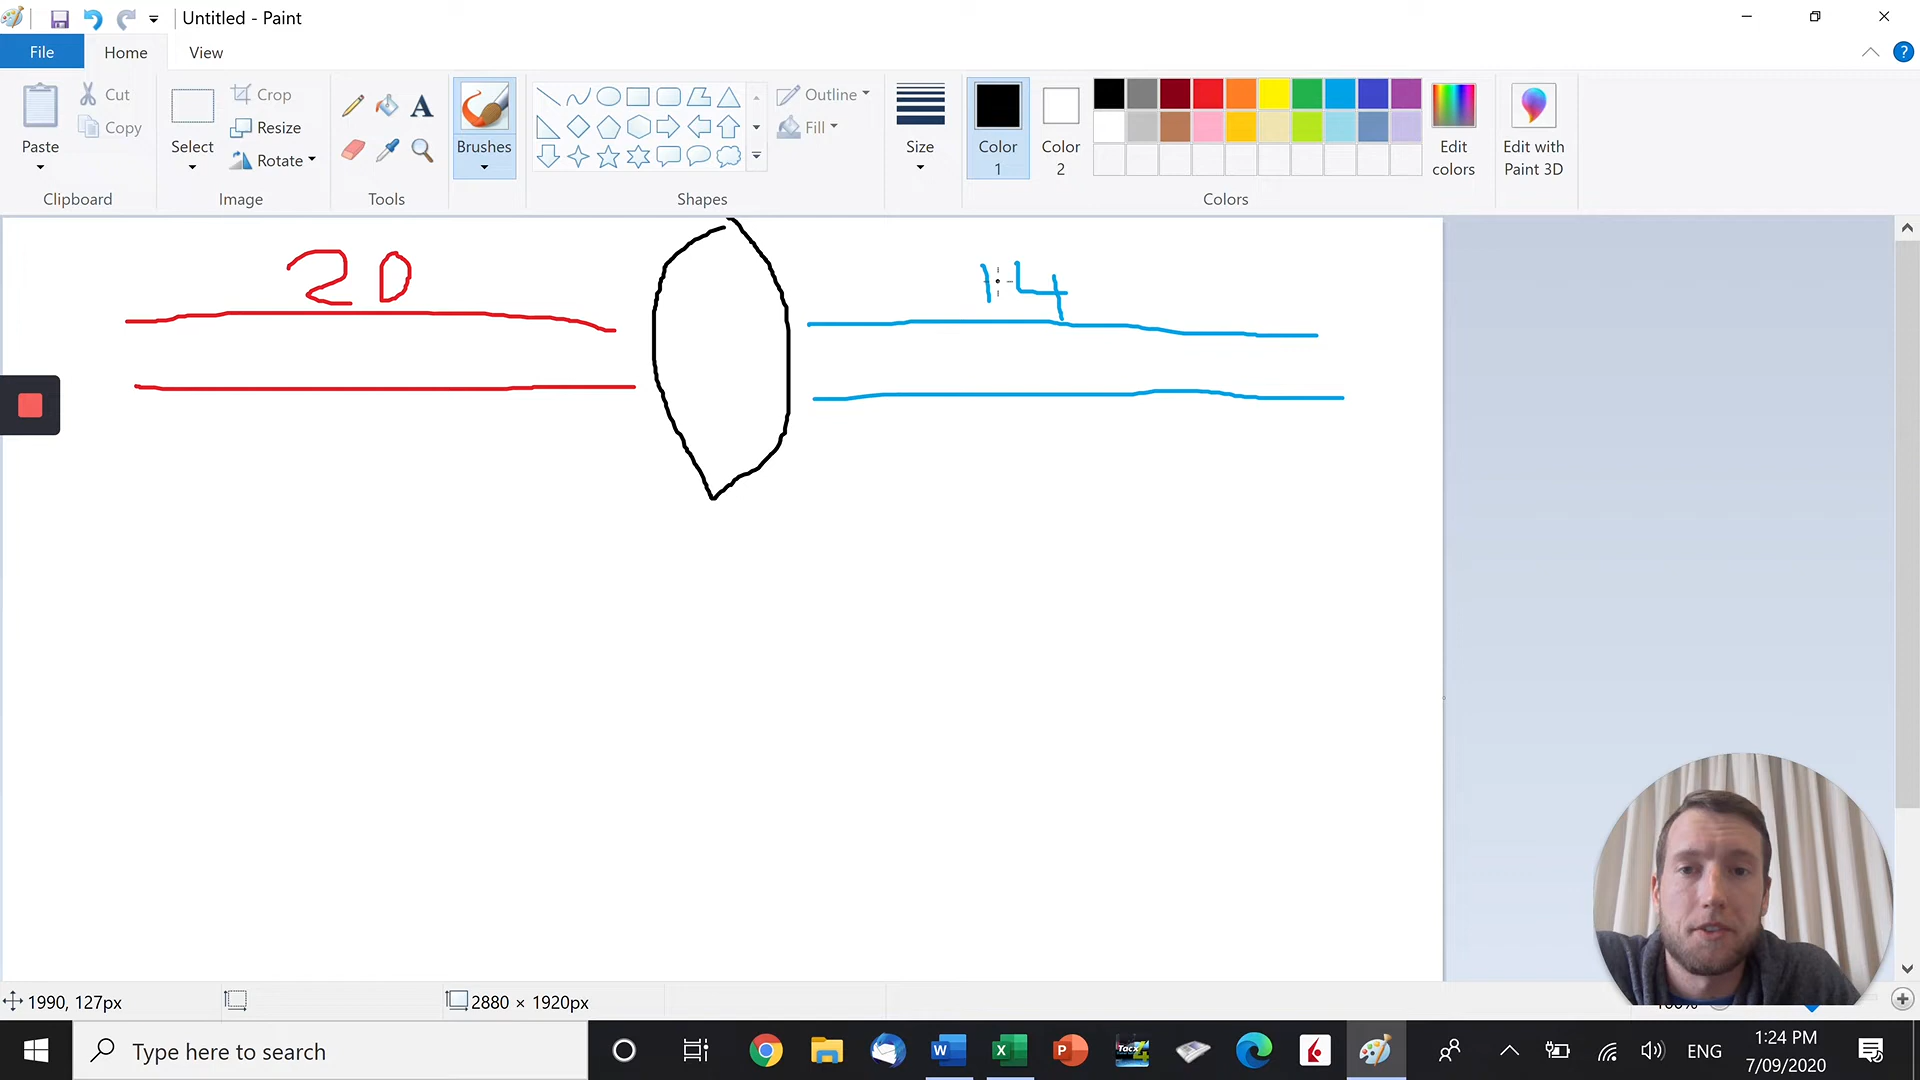 Untitled - Paint
File
Home
View
Paste
Cut
Copy
Clipboard
Select
Crop
Resize
Rotate
Image
Tools
Brushes
Shapes
Outline
Fill
Size
Color
1
Color
2
Colors
Edit
colors
Edit with
Paint 3D
20
14
1990, 127px
2880 × 1920px
Type here to search
ENG
1:24 PM
7/09/2020